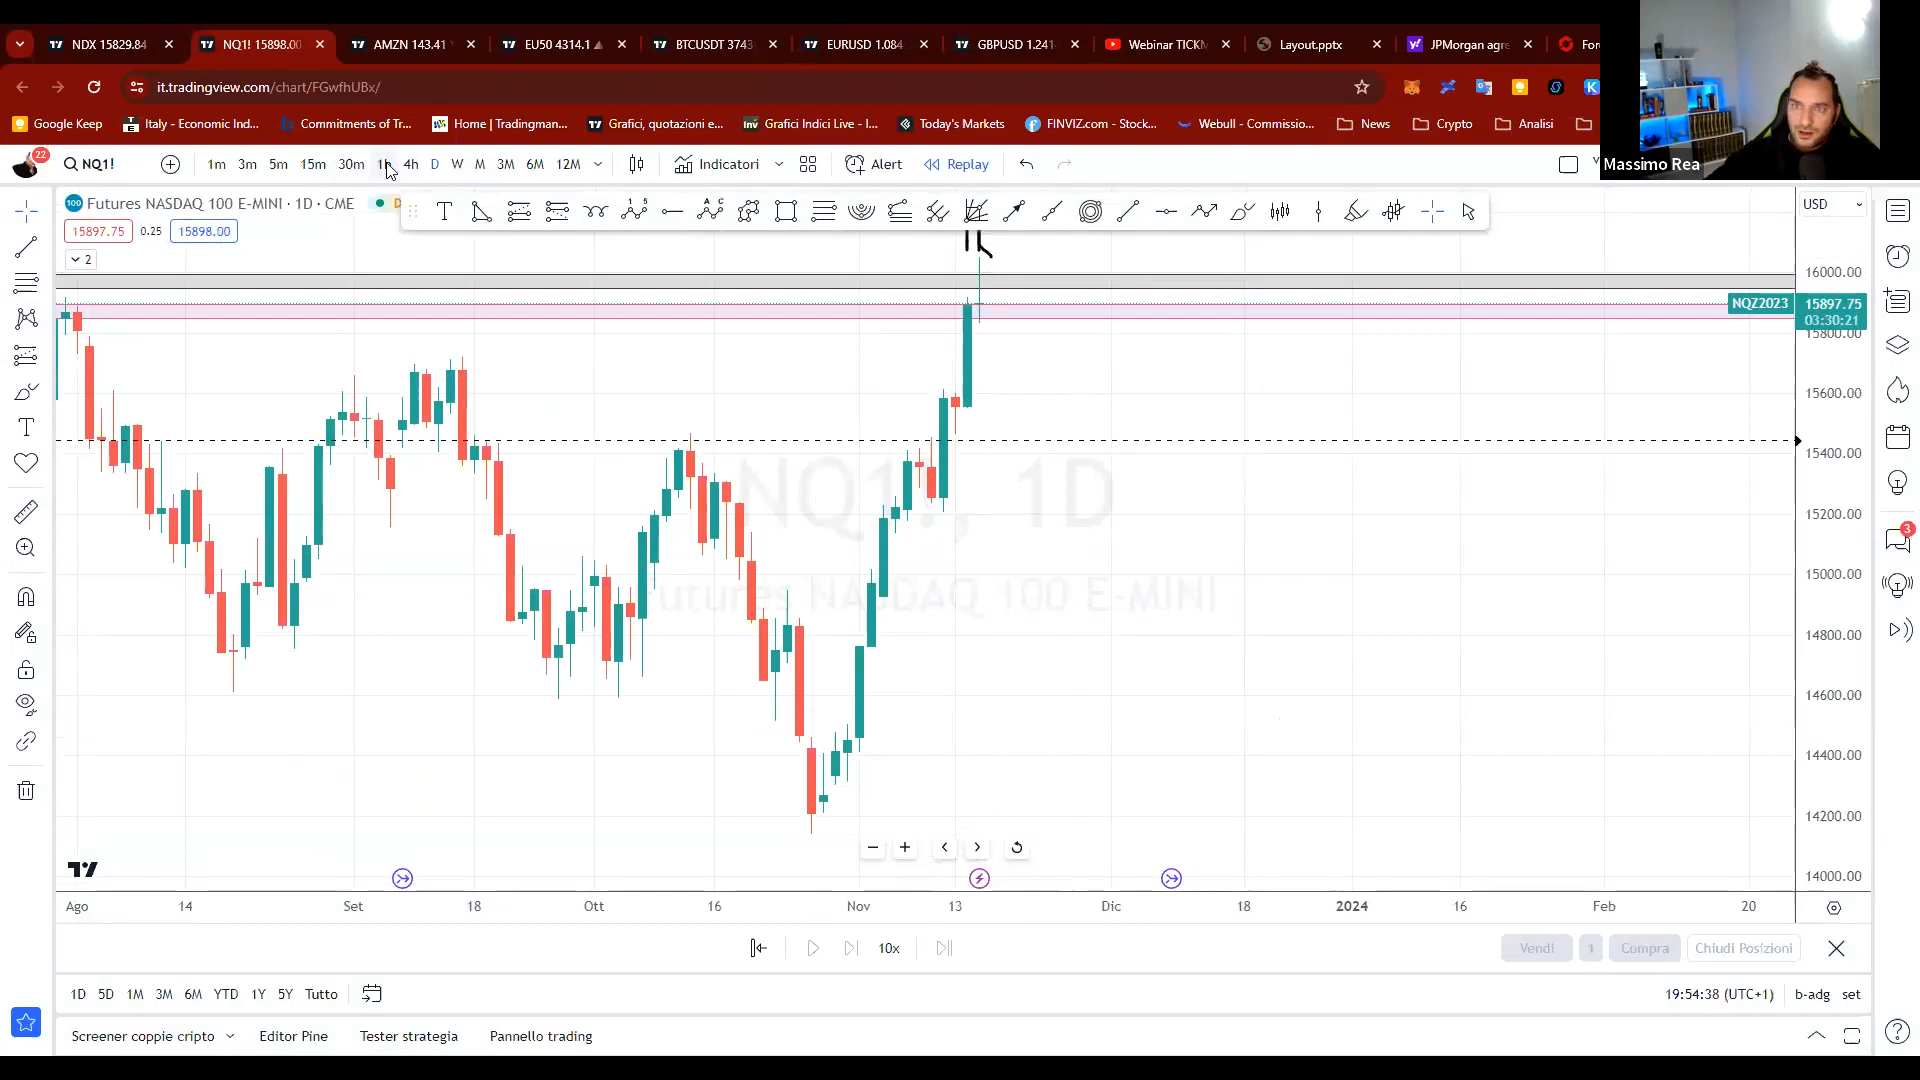 NDX 15829.84
NQ1! 15898.00
AMZN 143.41
EU50 4314.1
BTCUSDT 3743
EURUSD 1.084
GBPUSD 1.241
Webinar TICKM
Layout.pptx
JPMorgan agre
For
it.tradingview.com/chart/FGwfhUBx/
Google Keep
Italy - Economic Ind...
Commitments of Tr...
Home | Tradingman...
Grafici, quotazioni e...
Grafici Indici Live - I...
Today's Markets
FINVIZ.com - Stock...
Webull - Commissio...
News
Crypto
Analisi
Massimo Rea
22
NQ1!
1m 3m 5m 15m 30m 1h 4h D W M 3M 6M 12M
Indicatori
Alert
Replay
Futures NASDAQ 100 E-MINI · 1D · CME
USD
15897.75 0.25 15898.00
2
16000.00
NQZ2023 15897.75
03:30:21
15800.00
15600.00
15400.00
15200.00
15000.00
14800.00
14600.00
14400.00
14200.00
14000.00
NQ1!, 1D
Futures NASDAQ 100 E-MINI
3
Ago 14 Set 18 Ott 16 Nov 13 Dic 18 2024 16 Feb 20
10x
Vendi 1 Compra Chiudi Posizioni
1D 5D 1M 3M 6M YTD 1Y 5Y Tutto
19:54:38 (UTC+1) b-adg set
Screener coppie cripto Editor Pine Tester strategia Pannello trading